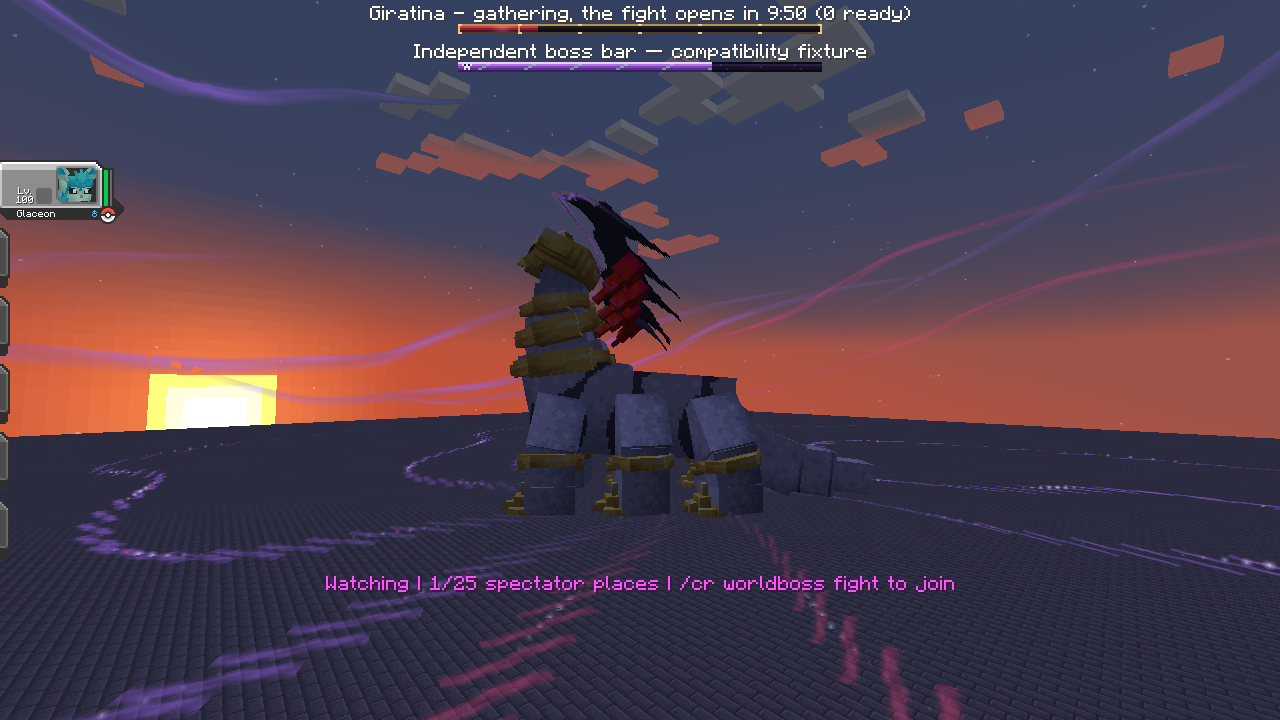 Giratina – gathering, the fight opens in 9:50 (0 ready)
Independent boss bar — compatibility fixture
Lv.
100
Glaceon
Watching | 1/25 spectator places | /cr worldboss fight to join